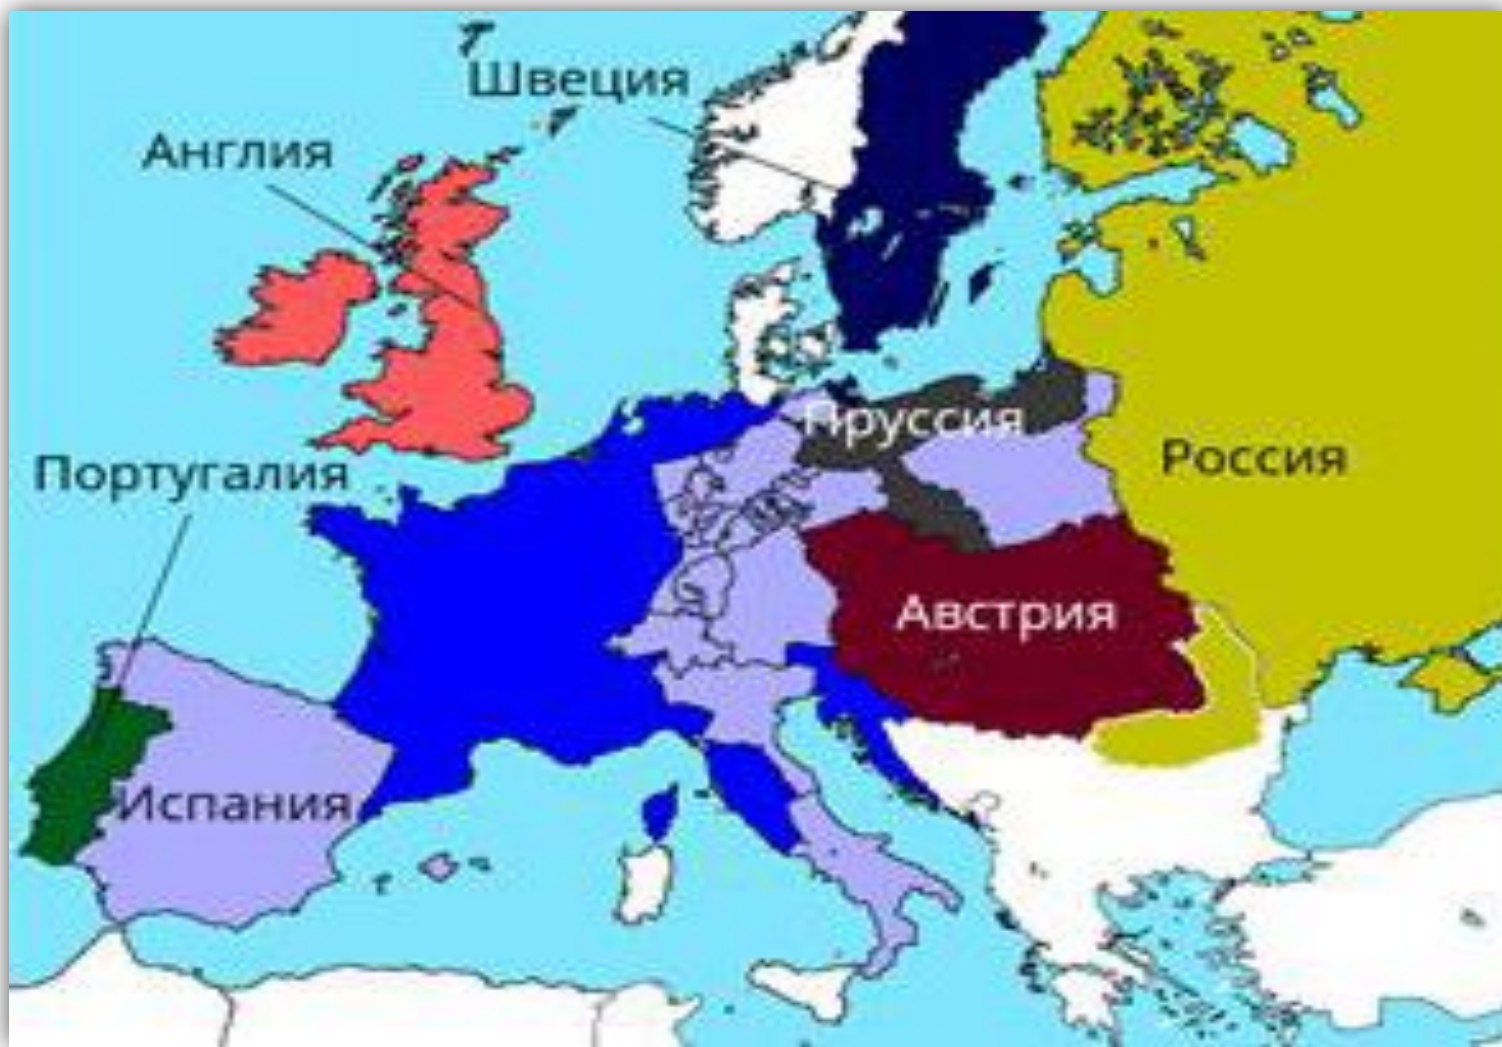 Швеция
Англия
Пруссия
Португалия
Россия
Австрия
Испания